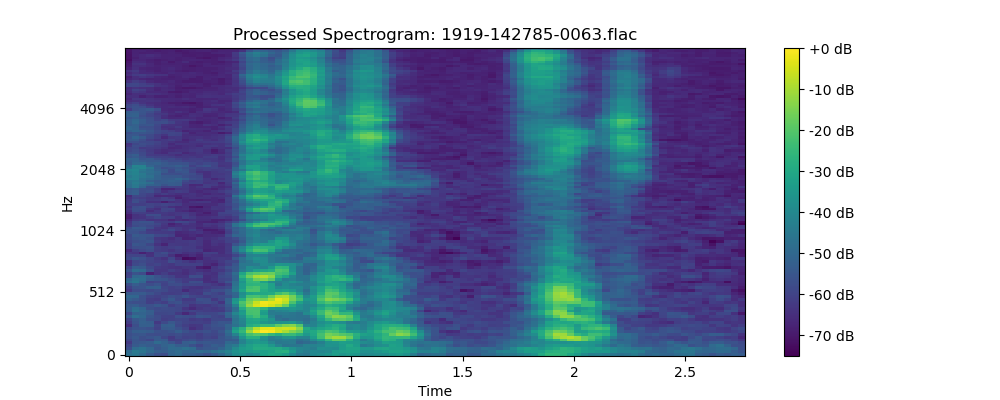 Processed Spectrogram: 1919-142785-0063.flac
+0 dB
-10 dB
-20 dB
-30 dB
-40 dB
-50 dB
-60 dB
-70 dB
4096
2048
1024
512
0
Hz
0 0.5 1 1.5 2 2.5
Time